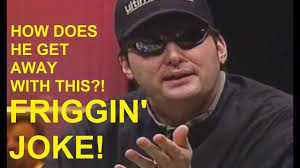 HOW DOES
HE GET
AWAY
WITH THIS?!
FRIGGIN'
JOKE!